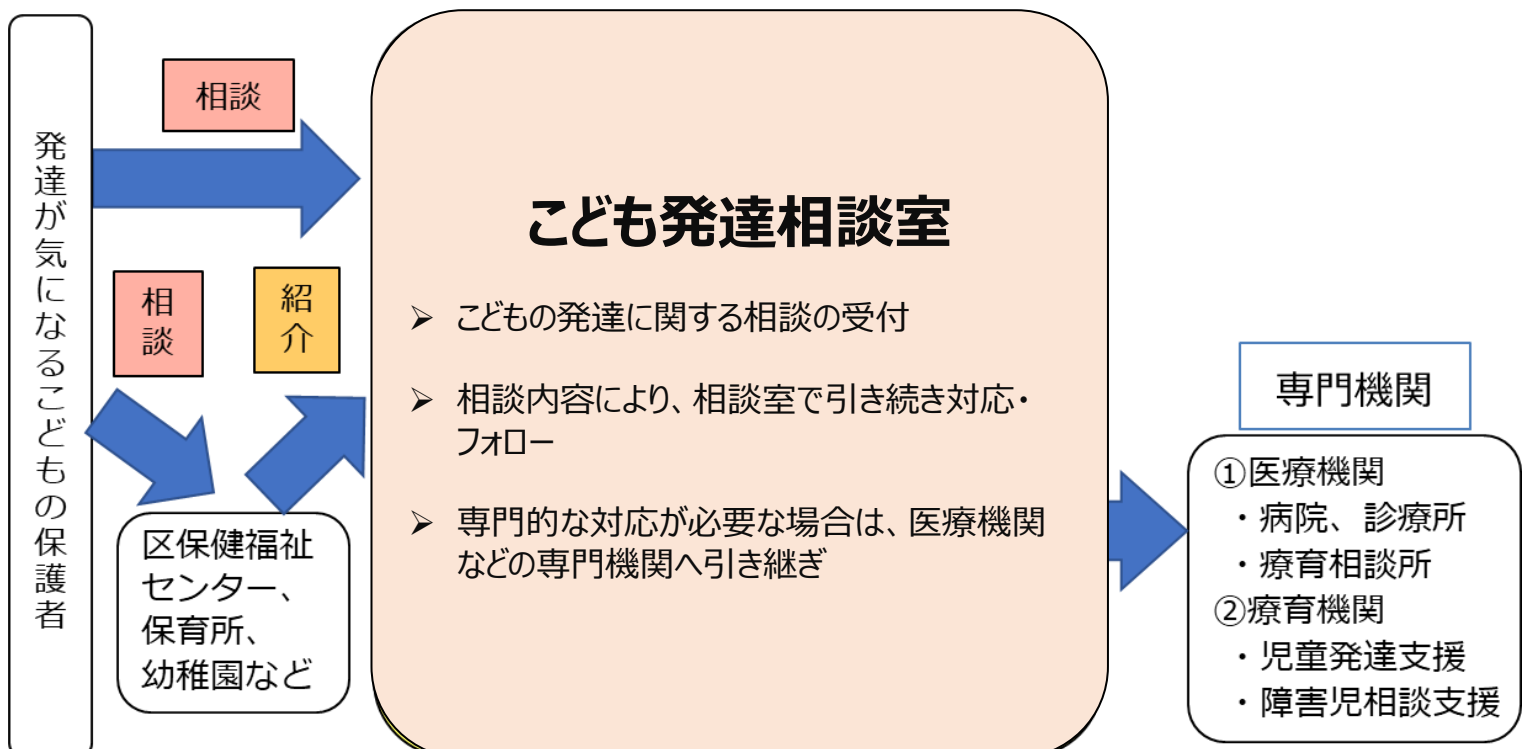 発達が気になるこどもの保護者
相談
相談
紹介
区保健福祉
センター、
保育所、
幼稚園など
こども発達相談室
➢ こどもの発達に関する相談の受付
➢ 相談内容により、相談室で引き続き対応・
フォロー
➢ 専門的な対応が必要な場合は、医療機関
などの専門機関へ引き継ぎ
専門機関
①医療機関
・病院、診療所
・療育相談所
②療育機関
・児童発達支援
・障害児相談支援